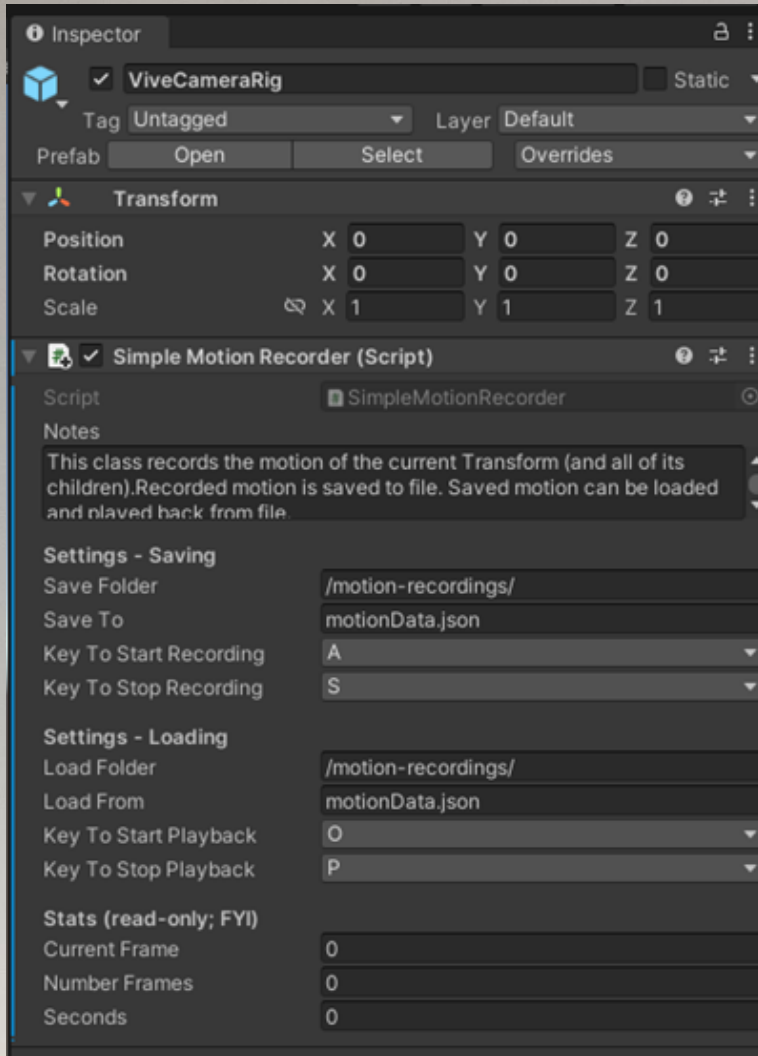 Inspector
ViveCameraRig Static
Tag Untagged Layer Default
Prefab Open Select Overrides
Transform
Position X 0 Y 0 Z 0
Rotation X 0 Y 0 Z 0
Scale X 1 Y 1 Z 1
Simple Motion Recorder (Script)
Script SimpleMotionRecorder
Notes
This class records the motion of the current Transform (and all of its
children).Recorded motion is saved to file. Saved motion can be loaded
and played back from file.
Settings - Saving
Save Folder /motion-recordings/
Save To motionData.json
Key To Start Recording A
Key To Stop Recording S
Settings - Loading
Load Folder /motion-recordings/
Load From motionData.json
Key To Start Playback O
Key To Stop Playback P
Stats (read-only; FYI)
Current Frame 0
Number Frames 0
Seconds 0